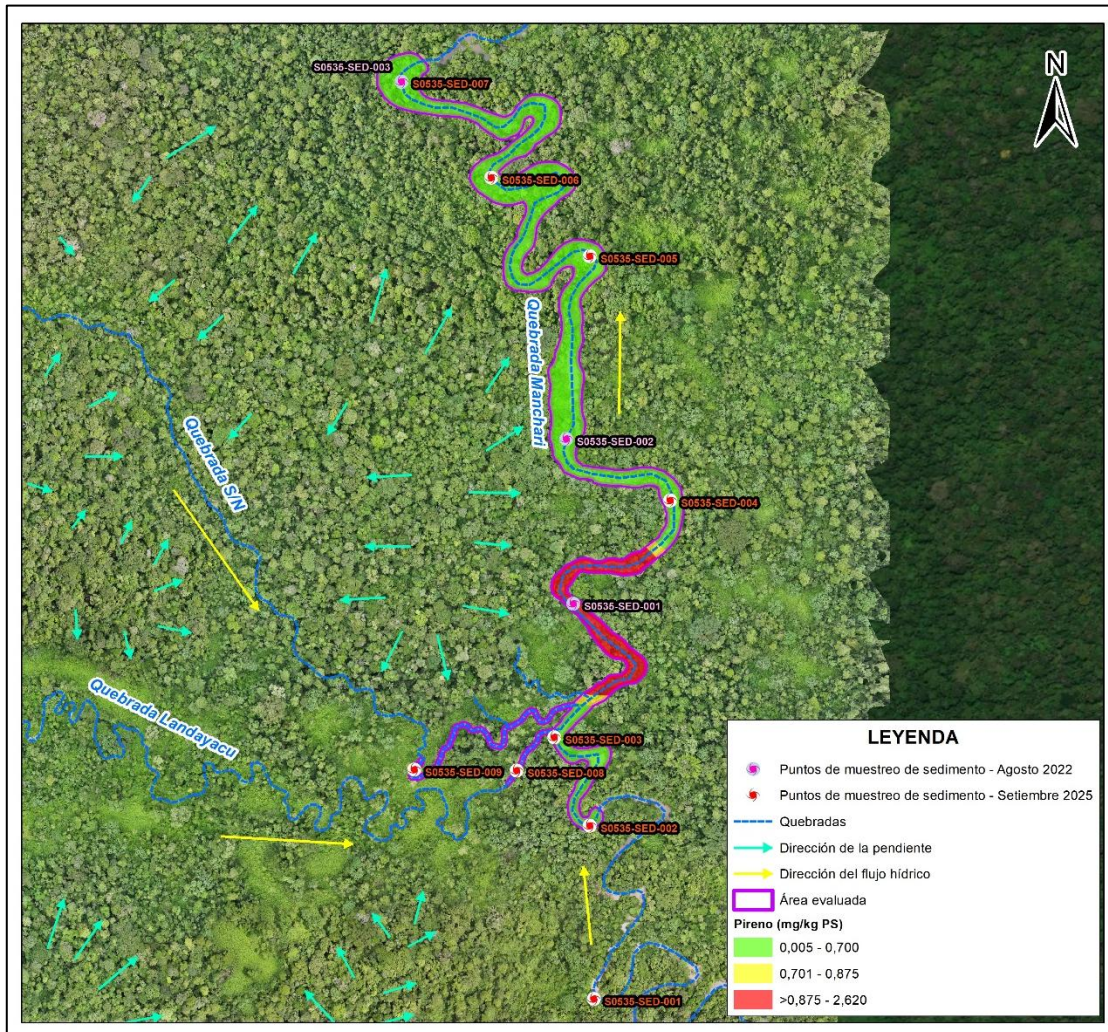 N
S0535-SED-003
S0535-SED-007
S0535-SED-006
S0535-SED-005
Quebrada Manchari
S0535-SED-002
Quebrada S/N
S0535-SED-004
S0535-SED-001
Quebrada Landayacu
S0535-SED-003
S0535-SED-009
S0535-SED-008
S0535-SED-002
S0535-SED-001
LEYENDA
Puntos de muestreo de sedimento - Agosto 2022
Puntos de muestreo de sedimento - Setiembre 2025
Quebradas
Dirección de la pendiente
Dirección del flujo hídrico
Área evaluada
Pireno (mg/kg PS)
0,005 - 0,700
0,701 - 0,875
>0,875 - 2,620